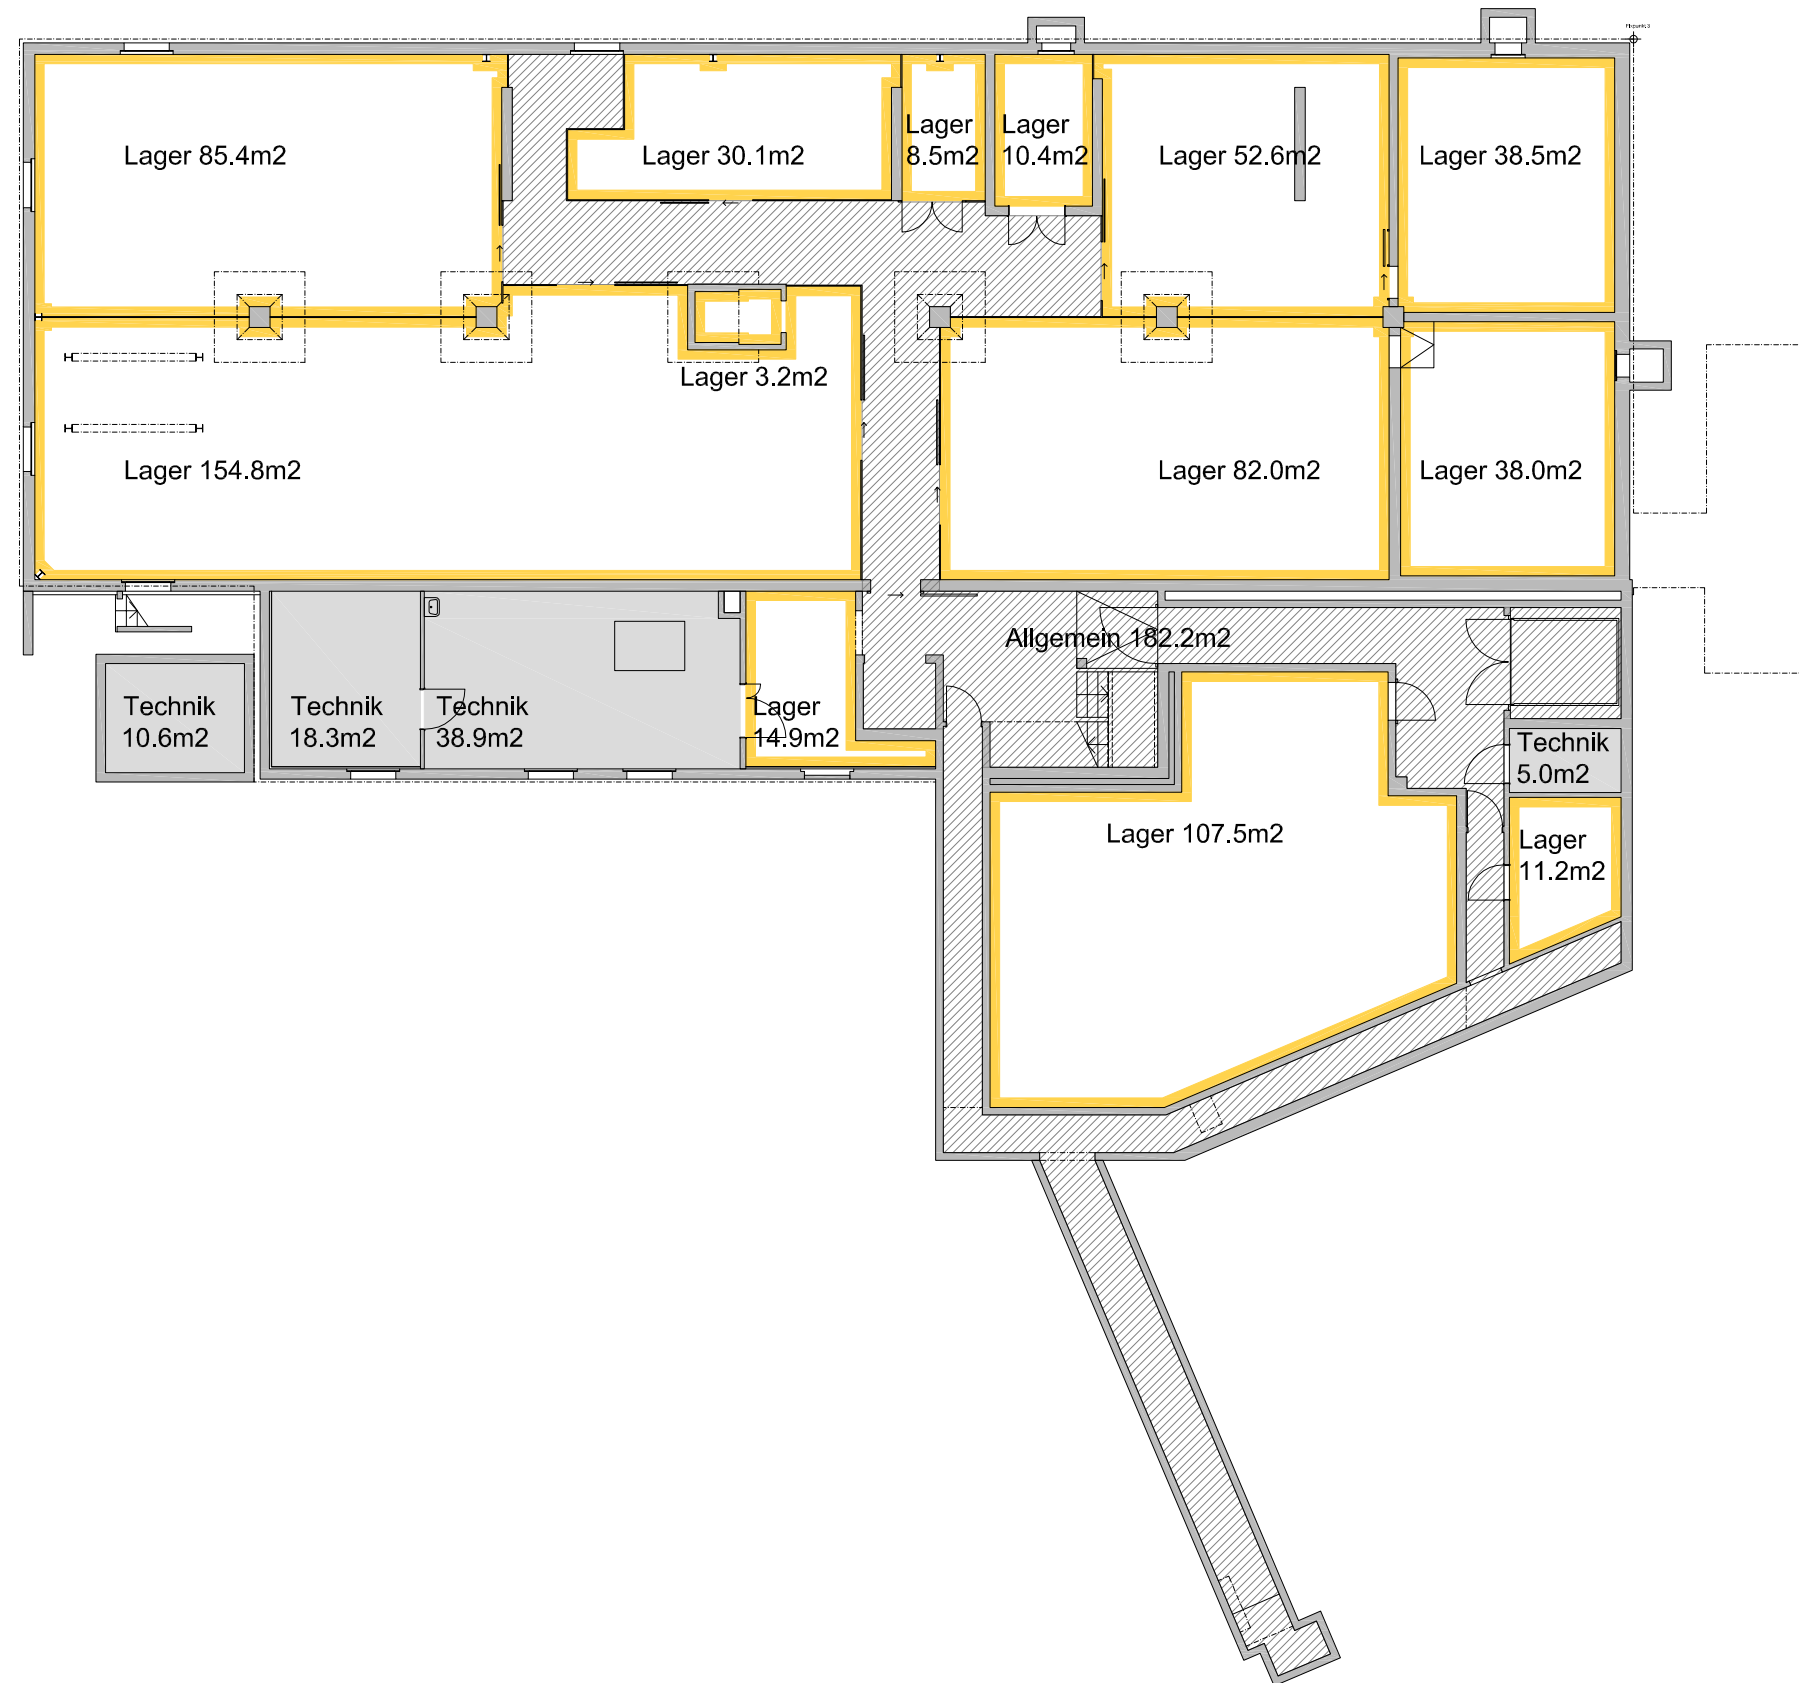 Fixpunkt 3
Lager 85.4m2
Lager 30.1m2
Lager
8.5m2
Lager
10.4m2
Lager 52.6m2
Lager 38.5m2
Lager 3.2m2
Lager 154.8m2
Lager 82.0m2
Lager 38.0m2
Allgemein 182.2m2
Technik
10.6m2
Technik
18.3m2
Technik
38.9m2
Lager
14.9m2
Technik
5.0m2
Lager 107.5m2
Lager
11.2m2